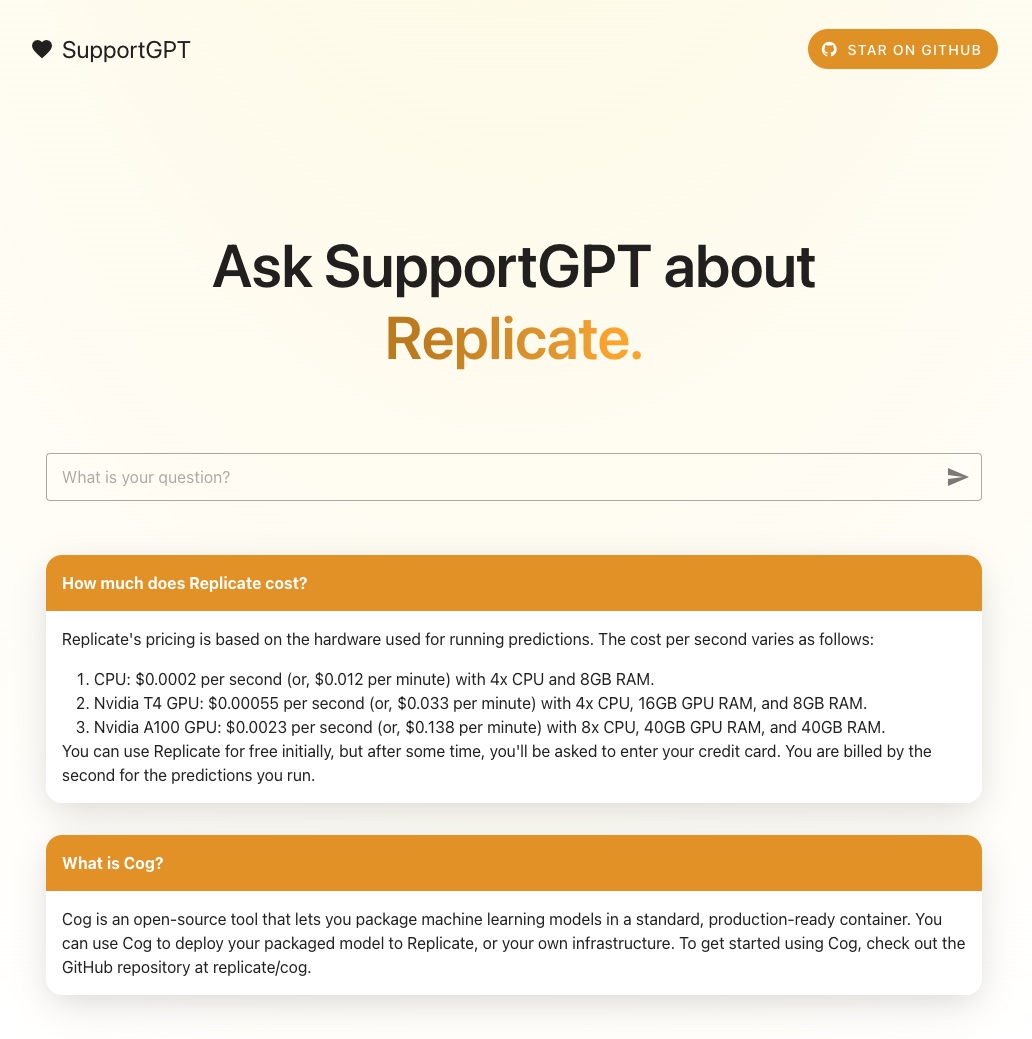 SupportGPT
STAR ON GITHUB
Ask SupportGPT about
Replicate.
What is your question?
How much does Replicate cost?
Replicate's pricing is based on the hardware used for running predictions. The cost per second varies as follows:
1. CPU: $0.0002 per second (or, $0.012 per minute) with 4x CPU and 8GB RAM.
2. Nvidia T4 GPU: $0.00055 per second (or, $0.033 per minute) with 4x CPU, 16GB GPU RAM, and 8GB RAM.
3. Nvidia A100 GPU: $0.0023 per second (or, $0.138 per minute) with 8x CPU, 40GB GPU RAM, and 40GB RAM.
You can use Replicate for free initially, but after some time, you'll be asked to enter your credit card. You are billed by the
second for the predictions you run.
What is Cog?
Cog is an open-source tool that lets you package machine learning models in a standard, production-ready container. You
can use Cog to deploy your packaged model to Replicate, or your own infrastructure. To get started using Cog, check out the
GitHub repository at replicate/cog.